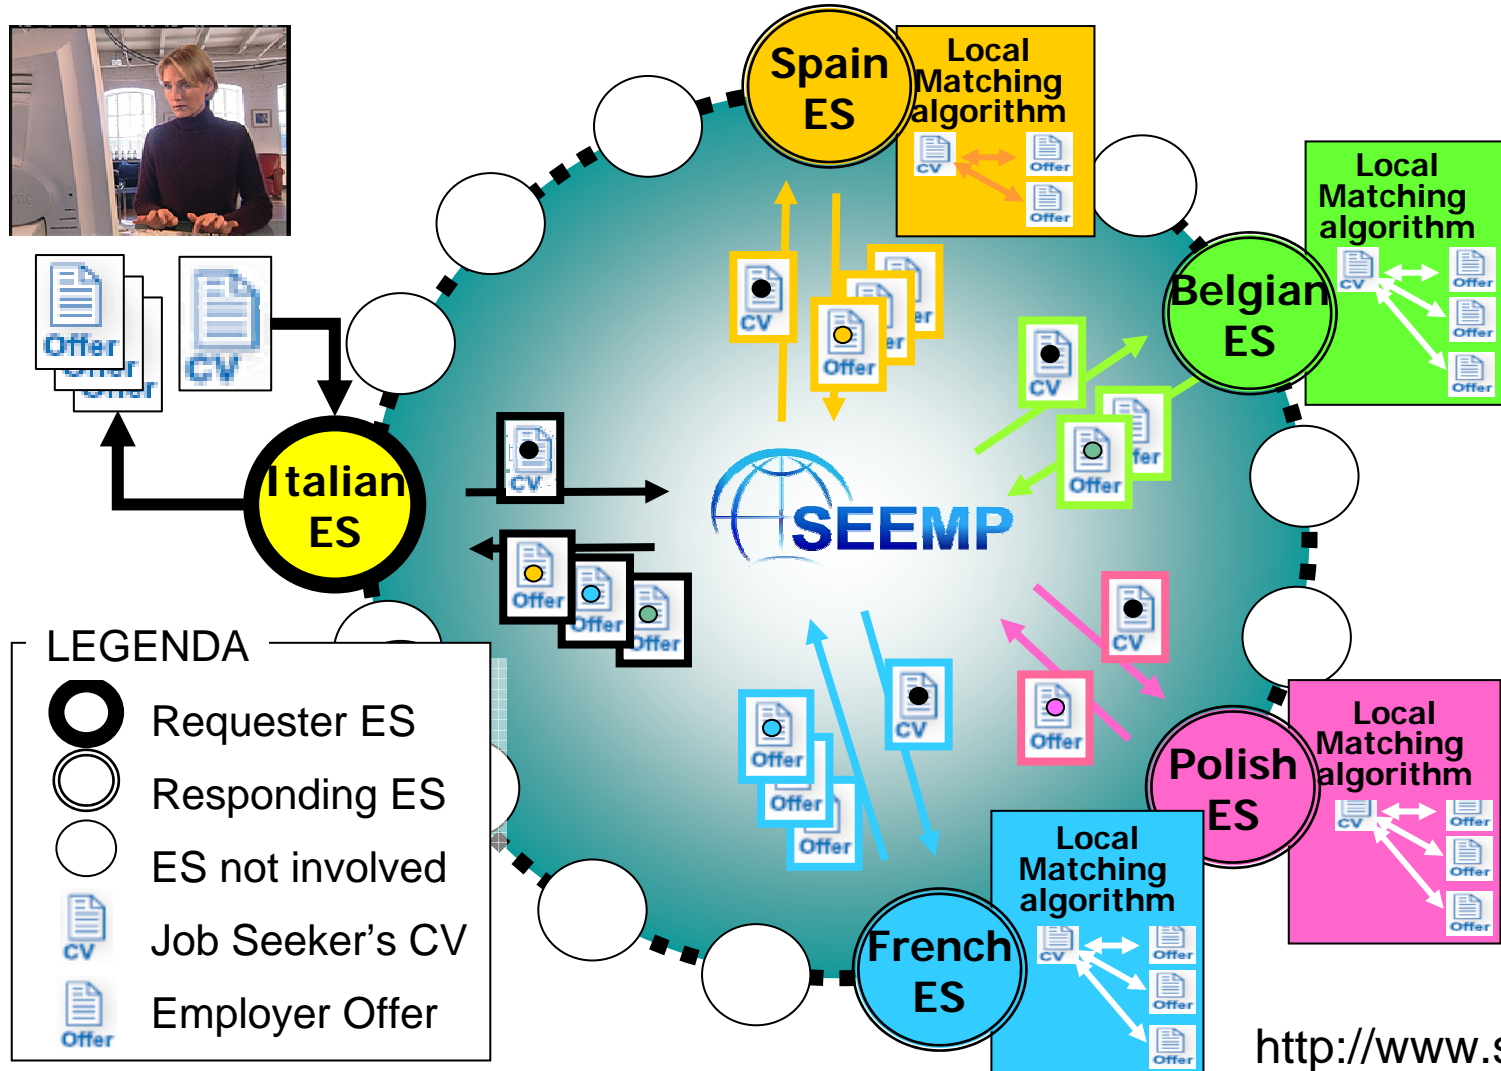 Spain
ES
Local
Matching
algorithm
CV
Offer
Offer
Local
Matching
algorithm
CV
Offer
Offer
Offer
Belgian
ES
Offer
Offer
Offer
CV
Italian
ES
CV
Offer
er
er
CV
Offer
fer
CV
Offer
Offer
Offer
SEEMP
CV
Offer
CV
Offer
Offer
Offer
Polish
ES
Local
Matching
algorithm
CV
Offer
Offer
Offer
French
ES
Local
Matching
algorithm
CV
Offer
Offer
Offer
LEGENDA
Requester ES
Responding ES
ES not involved
CV
Job Seeker's CV
Offer
Employer Offer
http://www.s